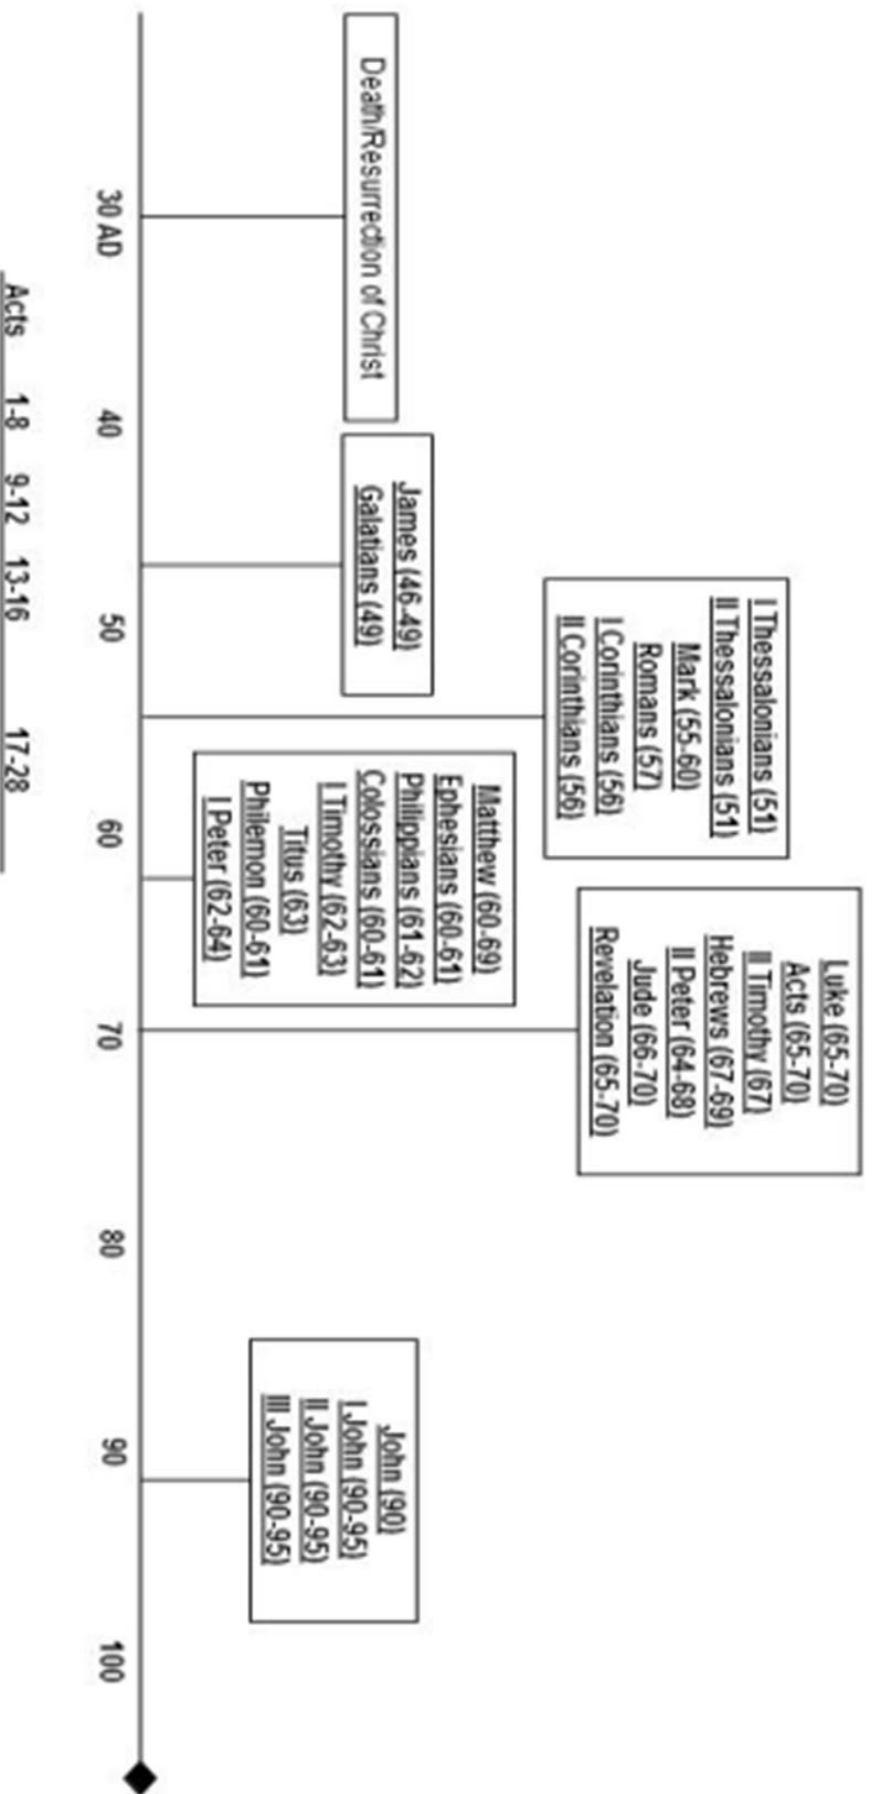 Death/Resurrection of Christ
James (46-49)
Galatians (49)
I Thessalonians (51)
II Thessalonians (51)
Mark (55-60)
Romans (57)
I Corinthians (56)
II Corinthians (56)
Matthew (60-69)
Ephesians (60-61)
Philippians (61-62)
Colossians (60-61)
I Timothy (62-63)
Titus (63)
Philemon (60-61)
I Peter (62-64)
Luke (65-70)
Acts (65-70)
II Timothy (67)
Hebrews (67-69)
II Peter (64-68)
Jude (66-70)
Revelation (65-70)
John (90)
I John (90-95)
II John (90-95)
III John (90-95)
30 AD 40 50 60 70 80 90 100
Acts 1-8 9-12 13-16 17-28